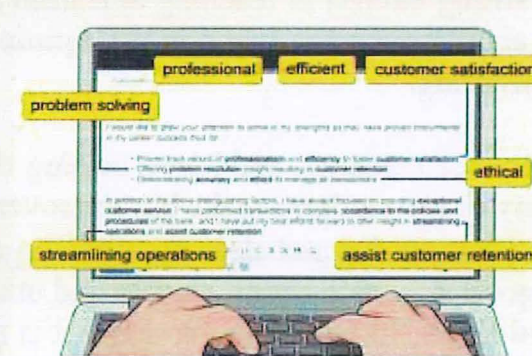 professional efficient customer satisfaction
problem solving
I would like to draw your attention to some of my strengths as they have proven instrumental
in my career success thus far
- Proven track record of professionalism and efficiency to foster customer satisfaction
- Offering problem resolution insight resulting in customer retention
- Demonstrating accuracy and ethics to manage all transactions
ethical
In addition to the above distinguishing factors, I have always focused on providing exceptional
customer service. I have performed transactions in complete accordance to the policies and
procedures of the bank, and I have put my best efforts forward to offer insight in streamlining
operations and assist customer retention
streamlining operations assist customer retention